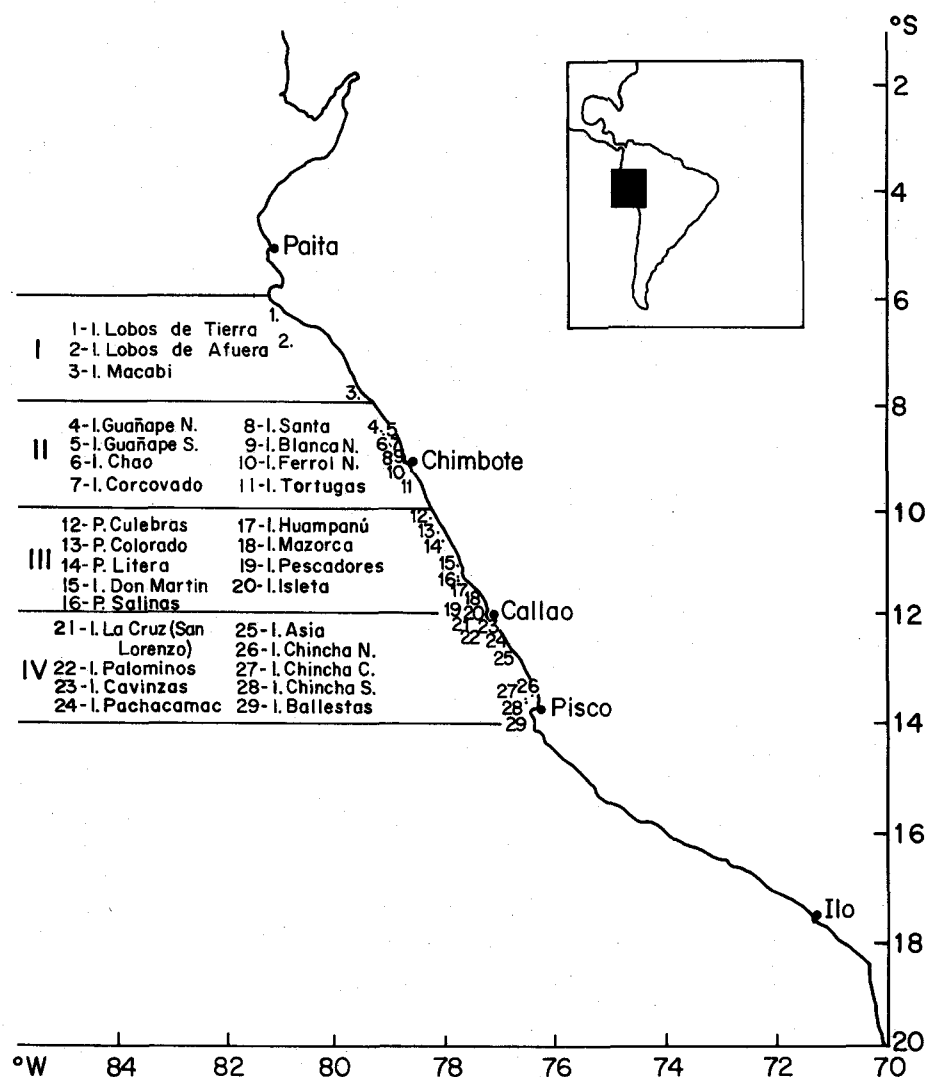 °S
2
4
Paita
6
I
1-I. Lobos de Tierra
2-I. Lobos de Afuera
3-I. Macabi
1.
2.
3.
8
II
4-I. Guañape N.
5-I. Guañape S.
6-I. Chao
7-I. Corcovado
8-I. Santa
9-I. Blanca N.
10-I. Ferrol N.
11-I. Tortugas
4
5
6
7
8
9
10
11
Chimbote
10
III
12-P. Culebras
13-P. Colorado
14-P. Litera
15-I. Don Martin
16-P. Salinas
17-I. Huampanú
18-I. Mazorca
19-I. Pescadores
20-I. Isleta
12
13
14
15
16
17
18
19
20
Callao
12
IV
21-I. La Cruz (San
Lorenzo)
22-I. Palominos
23-I. Cavinzas
24-I. Pachacamac
25-I. Asia
26-I. Chincha N.
27-I. Chincha C.
28-I. Chincha S.
29-I. Ballestas
21
22
23
24
25
26
27
28
29
Pisco
14
16
Ilo
18
20
°W 84 82 80 78 76 74 72 70